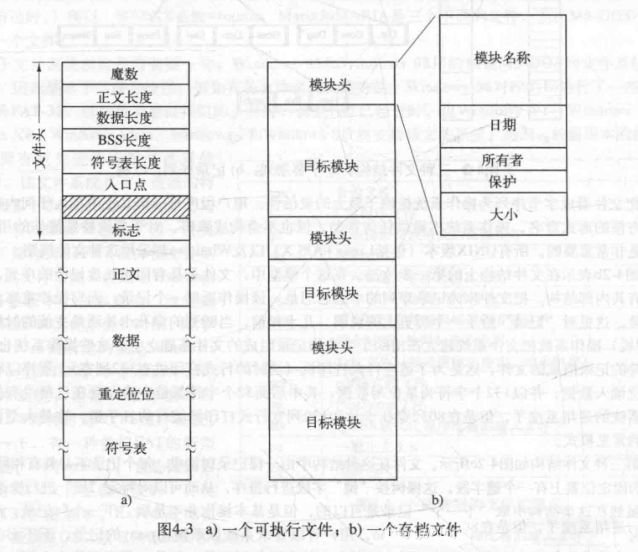 文件头
魔数
正文长度
数据长度
BSS长度
符号表长度
入口点
标志
正文
数据
重定位位
符号表
a)
模块头
目标模块
模块头
目标模块
模块头
目标模块
b)
模块名称
日期
所有者
保护
大小
图4-3 a) 一个可执行文件，b) 一个存档文件